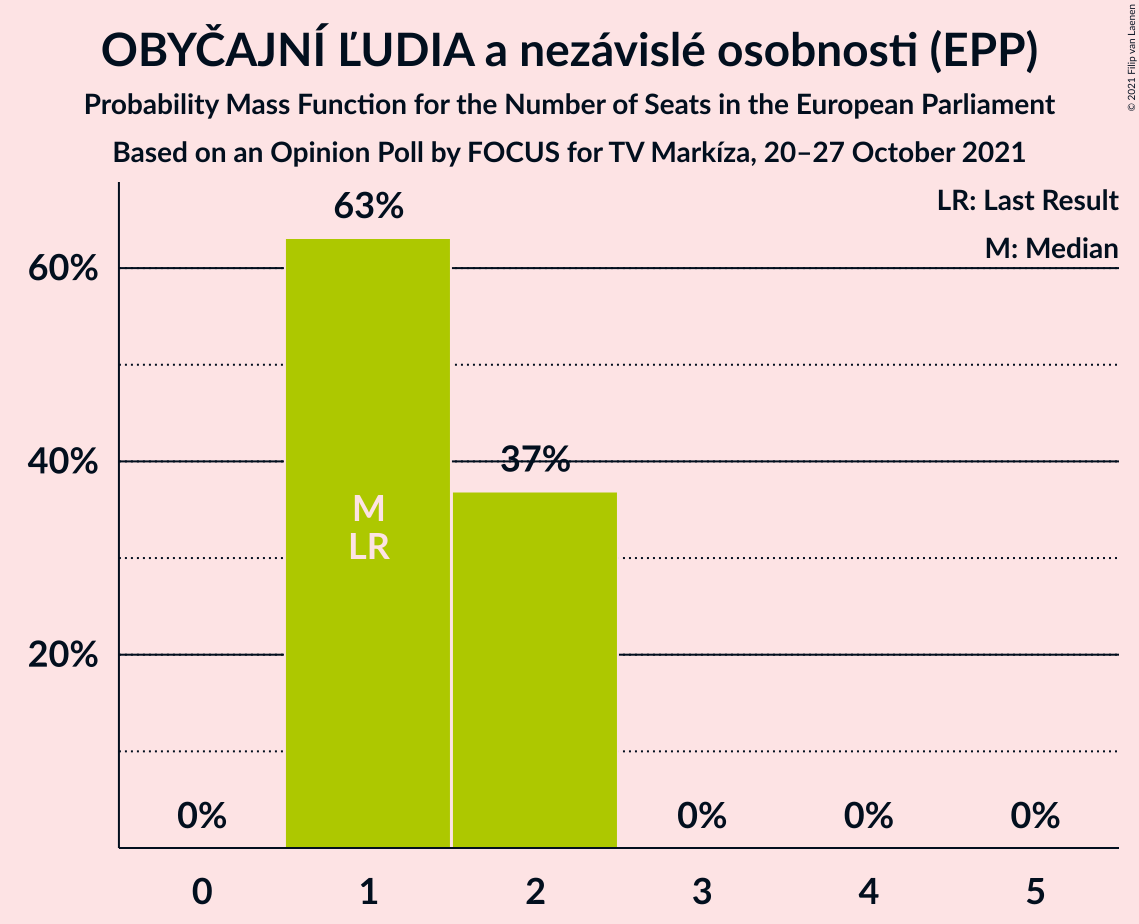 OBYČAJNÍ ĽUDIA a nezávislé osobnosti (EPP)
Probability Mass Function for the Number of Seats in the European Parliament
Based on an Opinion Poll by FOCUS for TV Markíza, 20–27 October 2021
© 2021 Filip van Laenen
LR: Last Result
M: Median
63%
60%
40%
37%
M
LR
20%
0%
0%
0%
0%
0 1 2 3 4 5